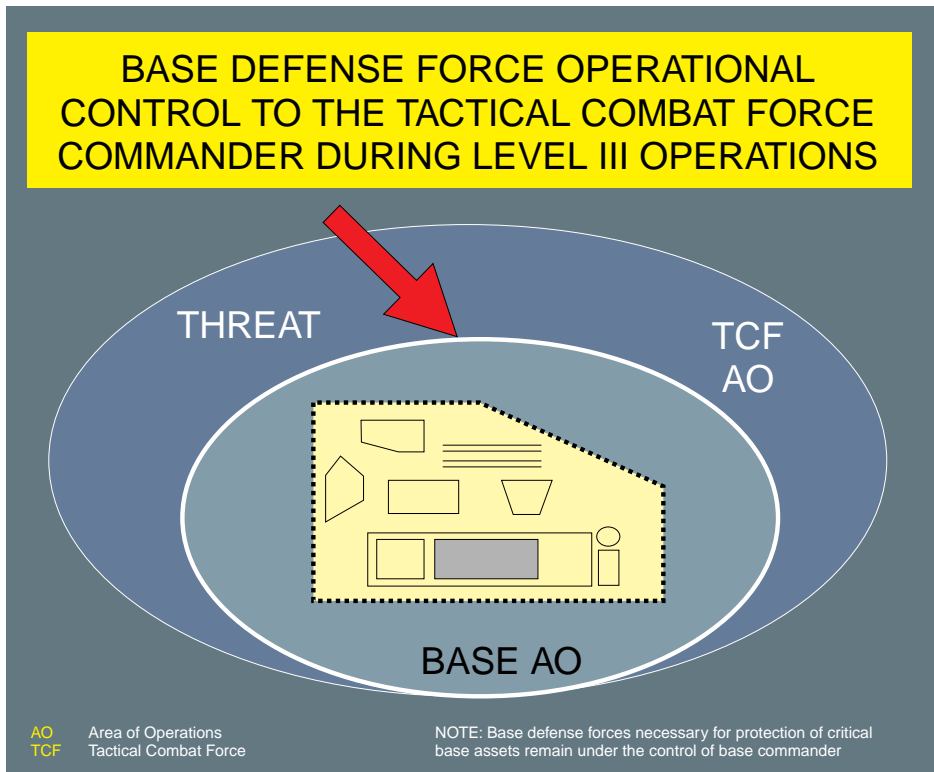 BASE DEFENSE FORCE OPERATIONAL
CONTROL TO THE TACTICAL COMBAT FORCE
COMMANDER DURING LEVEL III OPERATIONS
THREAT
TCF
AO
BASE AO
AO Area of Operations
TCF Tactical Combat Force
NOTE: Base defense forces necessary for protection of critical
base assets remain under the control of base commander